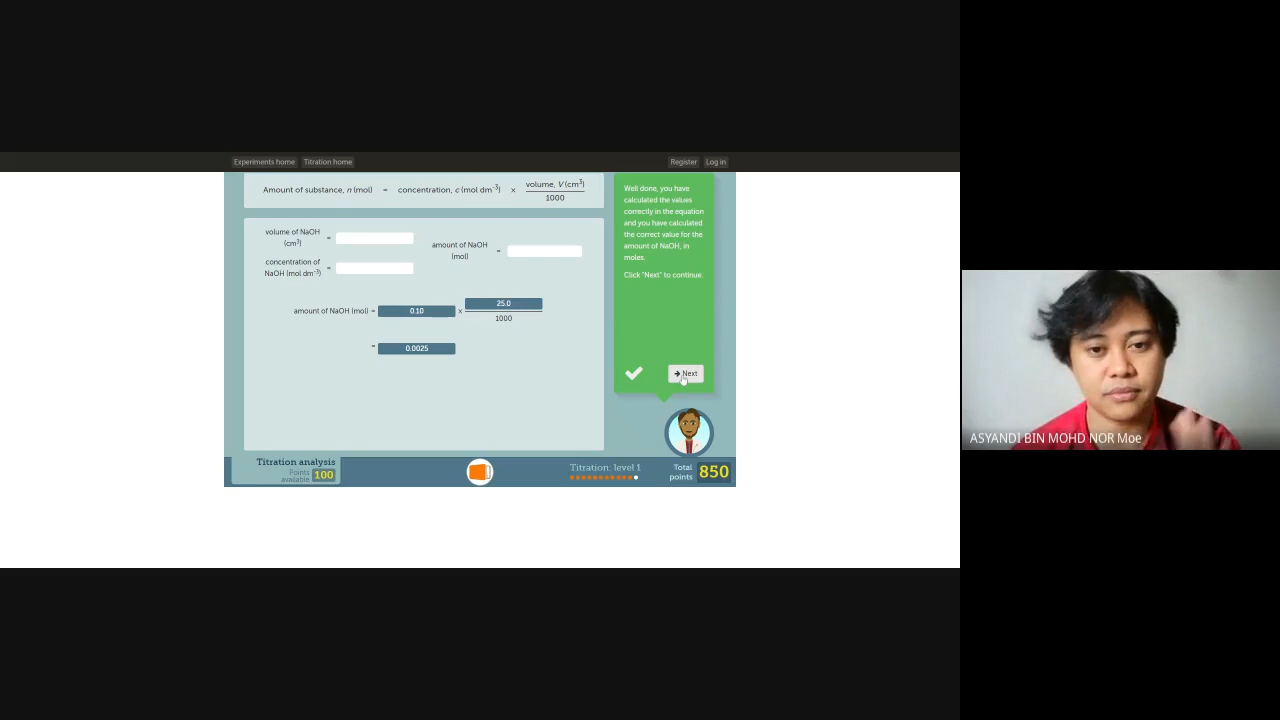 Experiments home Titration home Register Log in
Amount of substance, n (mol) = concentration, c (mol dm⁻³) × volume, V (cm³)
1000
volume of NaOH (cm³) =
concentration of NaOH (mol dm⁻³) =
amount of NaOH (mol) =
amount of NaOH (mol) = 0.10 × 25.0
1000
= 0.0025
Well done, you have
calculated the values
correctly in the equation
and you have calculated
the correct value for the
amount of NaOH, in
moles.
Click "Next" to continue.
Next
ASYANDI BIN MOHD NOR Moe
Titration analysis
Points available 100
Titration: level 1
Total points 850